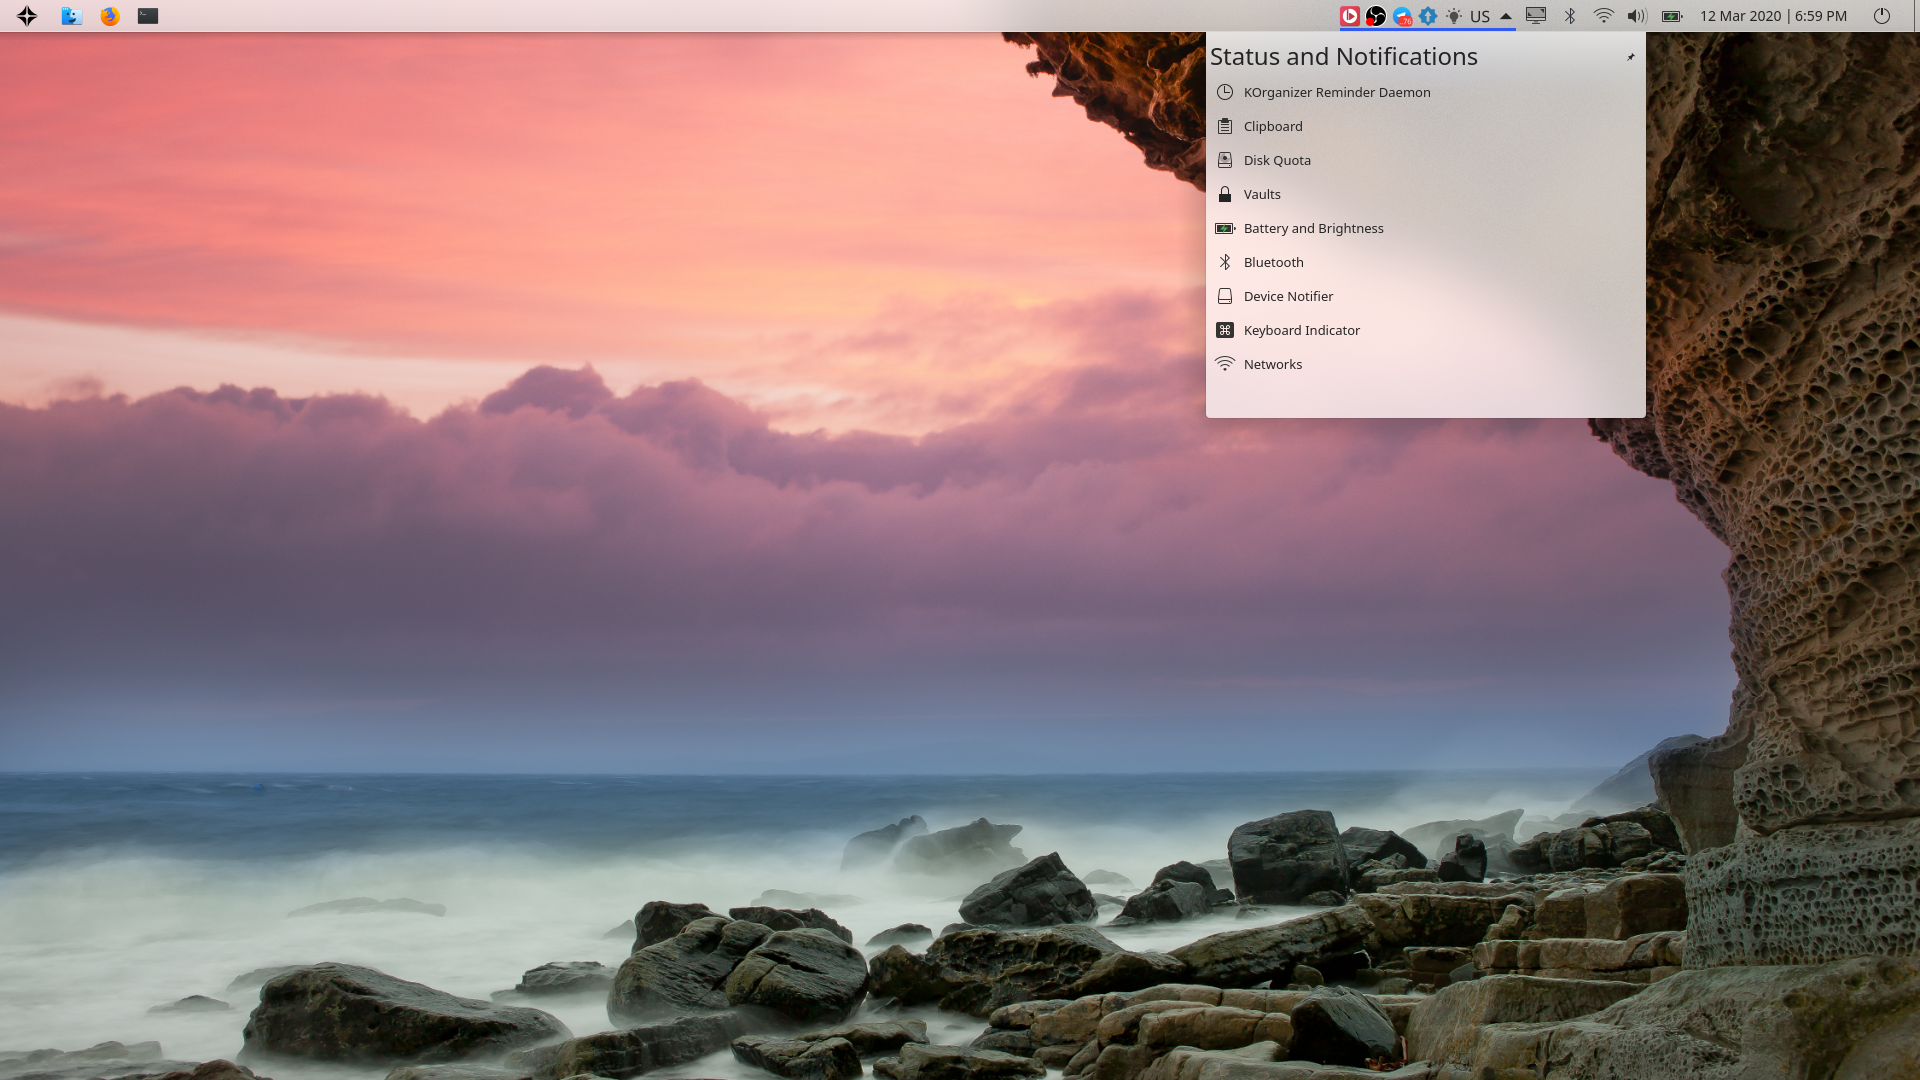 76 US 12 Mar 2020 | 6:59 PM
Status and Notifications
KOrganizer Reminder Daemon
Clipboard
Disk Quota
Vaults
Battery and Brightness
Bluetooth
Device Notifier
Keyboard Indicator
Networks